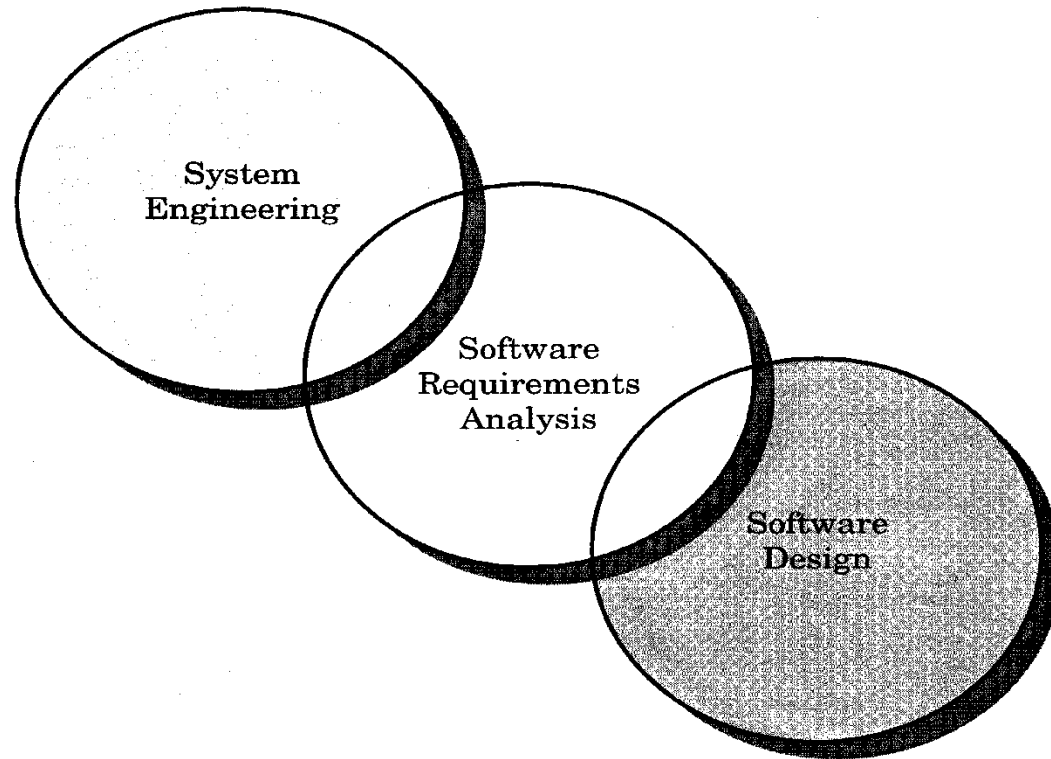 System
Engineering
Software
Requirements
Analysis
Software
Design